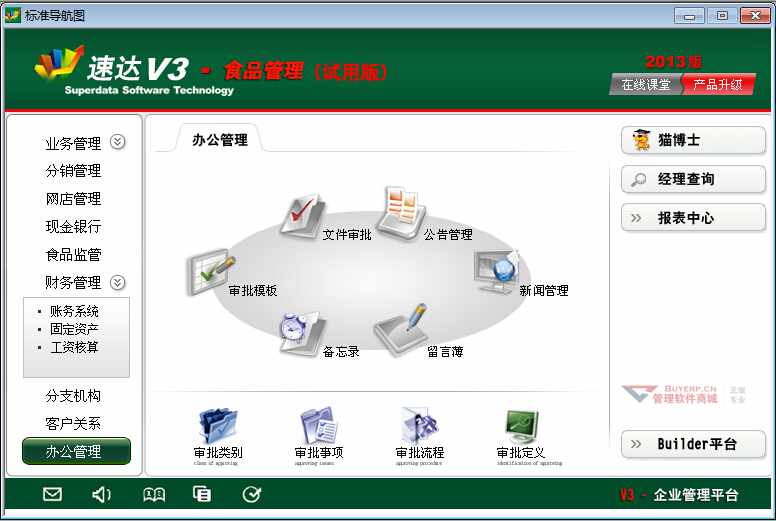 标准导航图
速达V3 - 食品管理（试用版）
Superdata Software Technology
2013版
在线课堂 产品升级
业务管理
分销管理
网店管理
现金银行
食品监管
财务管理
账务系统
固定资产
工资核算
分支机构
客户关系
办公管理
办公管理
文件审批
公告管理
审批模板
新闻管理
备忘录
留言薄
审批类别
class of approving
审批事项
approving issues
审批流程
approving procedure
审批定义
identification of approving
猫博士
经理查询
报表中心
BUYERP.CN
管理软件商城
正版
专业
Builder平台
V3 - 企业管理平台